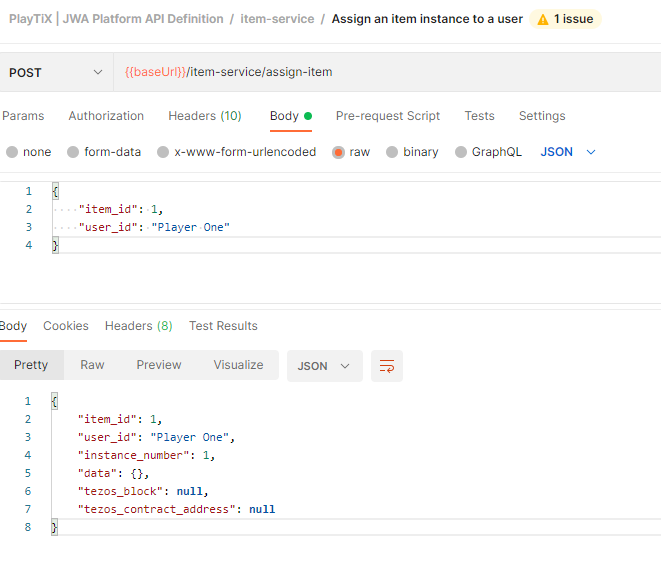 PlayTiX | JWA Platform API Definition / item-service / Assign an item instance to a user 1 issue
POST {{baseUrl}}/item-service/assign-item
Params Authorization Headers (10) Body Pre-request Script Tests Settings
none form-data x-www-form-urlencoded raw binary GraphQL JSON
1 {
2 "item_id": 1,
3 "user_id": "Player One"
4 }
Body Cookies Headers (8) Test Results
Pretty Raw Preview Visualize JSON
1 {
2 "item_id": 1,
3 "user_id": "Player One",
4 "instance_number": 1,
5 "data": {},
6 "tezos_block": null,
7 "tezos_contract_address": null
8 }